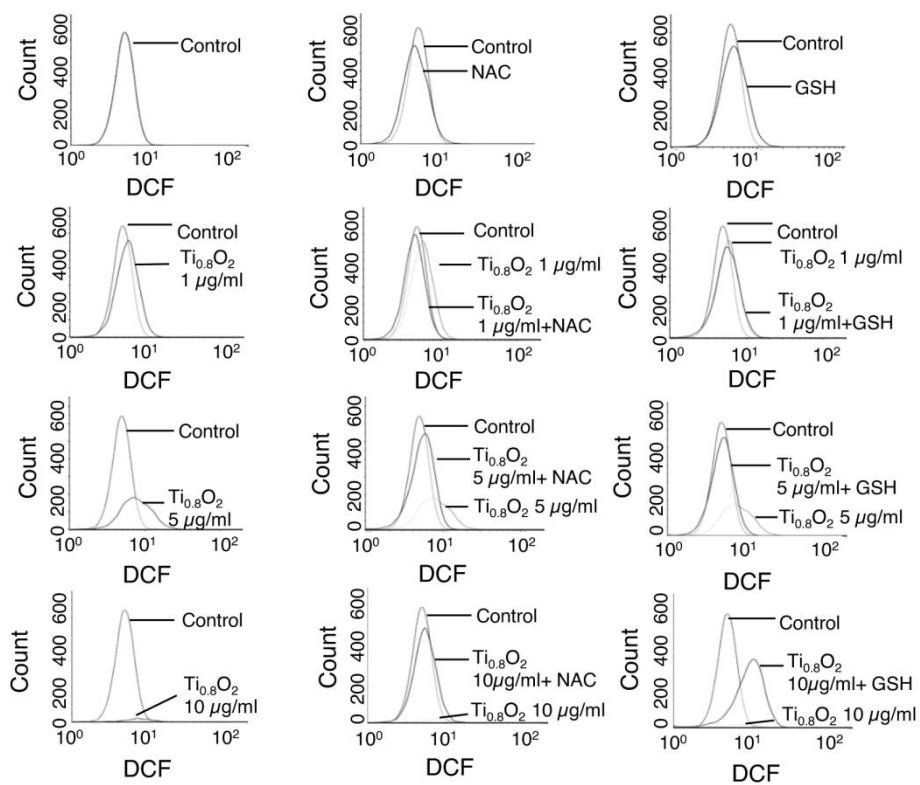 Count
600
400
200
0
Control
10⁰ 10¹ 10²
DCF
Count
600
400
200
0
Control
NAC
10⁰ 10¹ 10²
DCF
Count
600
400
200
0
Control
GSH
10⁰ 10¹ 10²
DCF
Count
600
400
200
0
Control
Ti₀.₈O₂
1 µg/ml
10⁰ 10¹ 10²
DCF
Count
600
400
200
0
Control
Ti₀.₈O₂ 1 µg/ml
Ti₀.₈O₂
1 µg/ml+NAC
10⁰ 10¹ 10²
DCF
Count
600
400
200
0
Control
Ti₀.₈O₂ 1 µg/ml
Ti₀.₈O₂
1 µg/ml+GSH
10⁰ 10¹ 10²
DCF
Count
600
400
200
0
Control
Ti₀.₈O₂
5 µg/ml
10⁰ 10¹ 10²
DCF
Count
600
400
200
0
Control
Ti₀.₈O₂
5 µg/ml+ NAC
Ti₀.₈O₂ 5 µg/ml
10⁰ 10¹ 10²
DCF
Count
600
400
200
0
Control
Ti₀.₈O₂
5 µg/ml+ GSH
Ti₀.₈O₂ 5 µg/ml
10⁰ 10¹ 10²
DCF
Count
600
400
200
0
Control
Ti₀.₈O₂
10 µg/ml
10⁰ 10¹ 10²
DCF
Count
600
400
200
0
Control
Ti₀.₈O₂
10µg/ml+ NAC
Ti₀.₈O₂ 10 µg/ml
10⁰ 10¹ 10²
DCF
Count
600
400
200
0
Control
Ti₀.₈O₂
10µg/ml+ GSH
Ti₀.₈O₂ 10 µg/ml
10⁰ 10¹ 10²
DCF